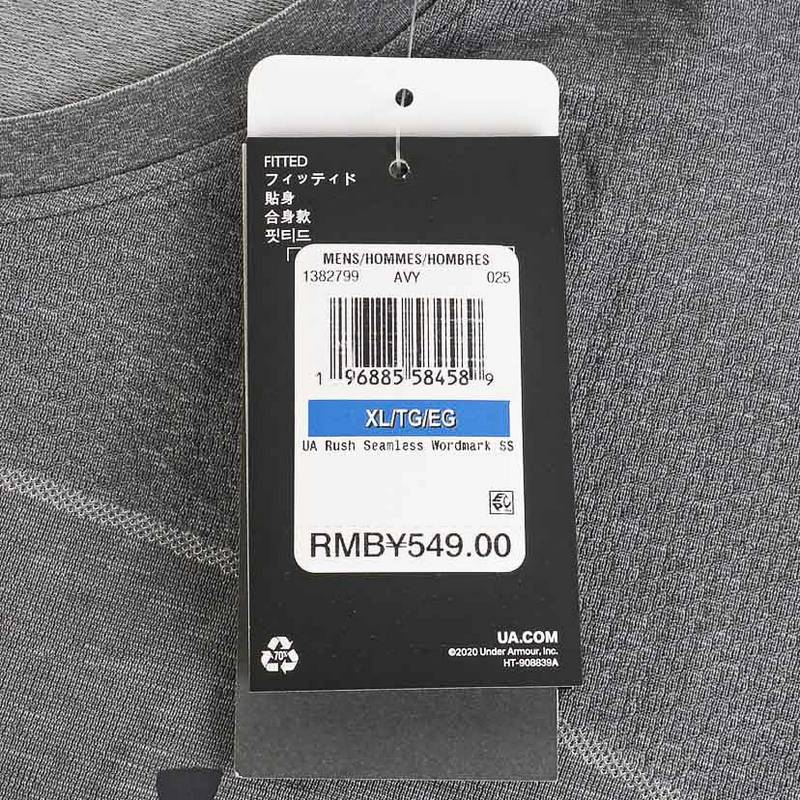 FITTED
フィッティド
貼身
合身款
핏티드
MENS/HOMMES/HOMBRES
1382799 AVY 025
1 96885 58458 9
XL/TG/EG
UA Rush Seamless Wordmark SS
EPC
RMB¥549.00
70%
UA.COM
©2020 Under Armour, Inc.
HT-908839A